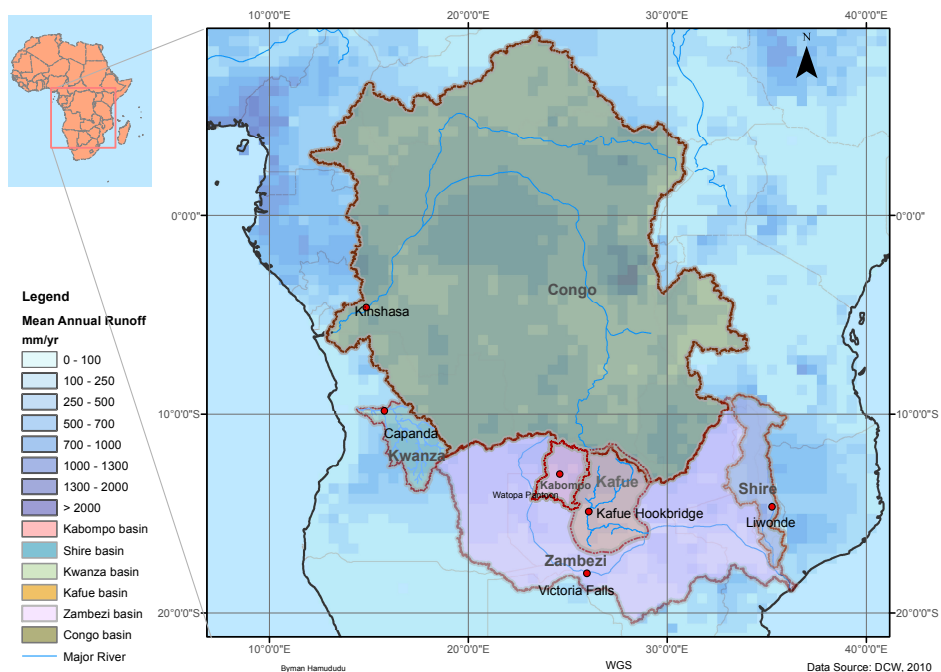 10°0'0"E
20°0'0"E
30°0'0"E
40°0'0"E
N
0°0'0"
0°0'0"
Congo
Kinshasa
Legend
Mean Annual Runoff
mm/yr
0 - 100
100 - 250
250 - 500
500 - 700
700 - 1000
1000 - 1300
1300 - 2000
> 2000
Kabompo basin
Shire basin
Kwanza basin
Kafue basin
Zambezi basin
Congo basin
Major River
10°0'0"S
10°0'0"S
Capanda
Kwanza
Kabompo
Kafue
Watopa Pontoon
Shire
Kafue Hookbridge
Liwonde
Zambezi
Victoria Falls
20°0'0"S
20°0'0"S
10°0'0"E
20°0'0"E
30°0'0"E
40°0'0"E
Byman Hamududu
WGS
Data Source: DCW, 2010